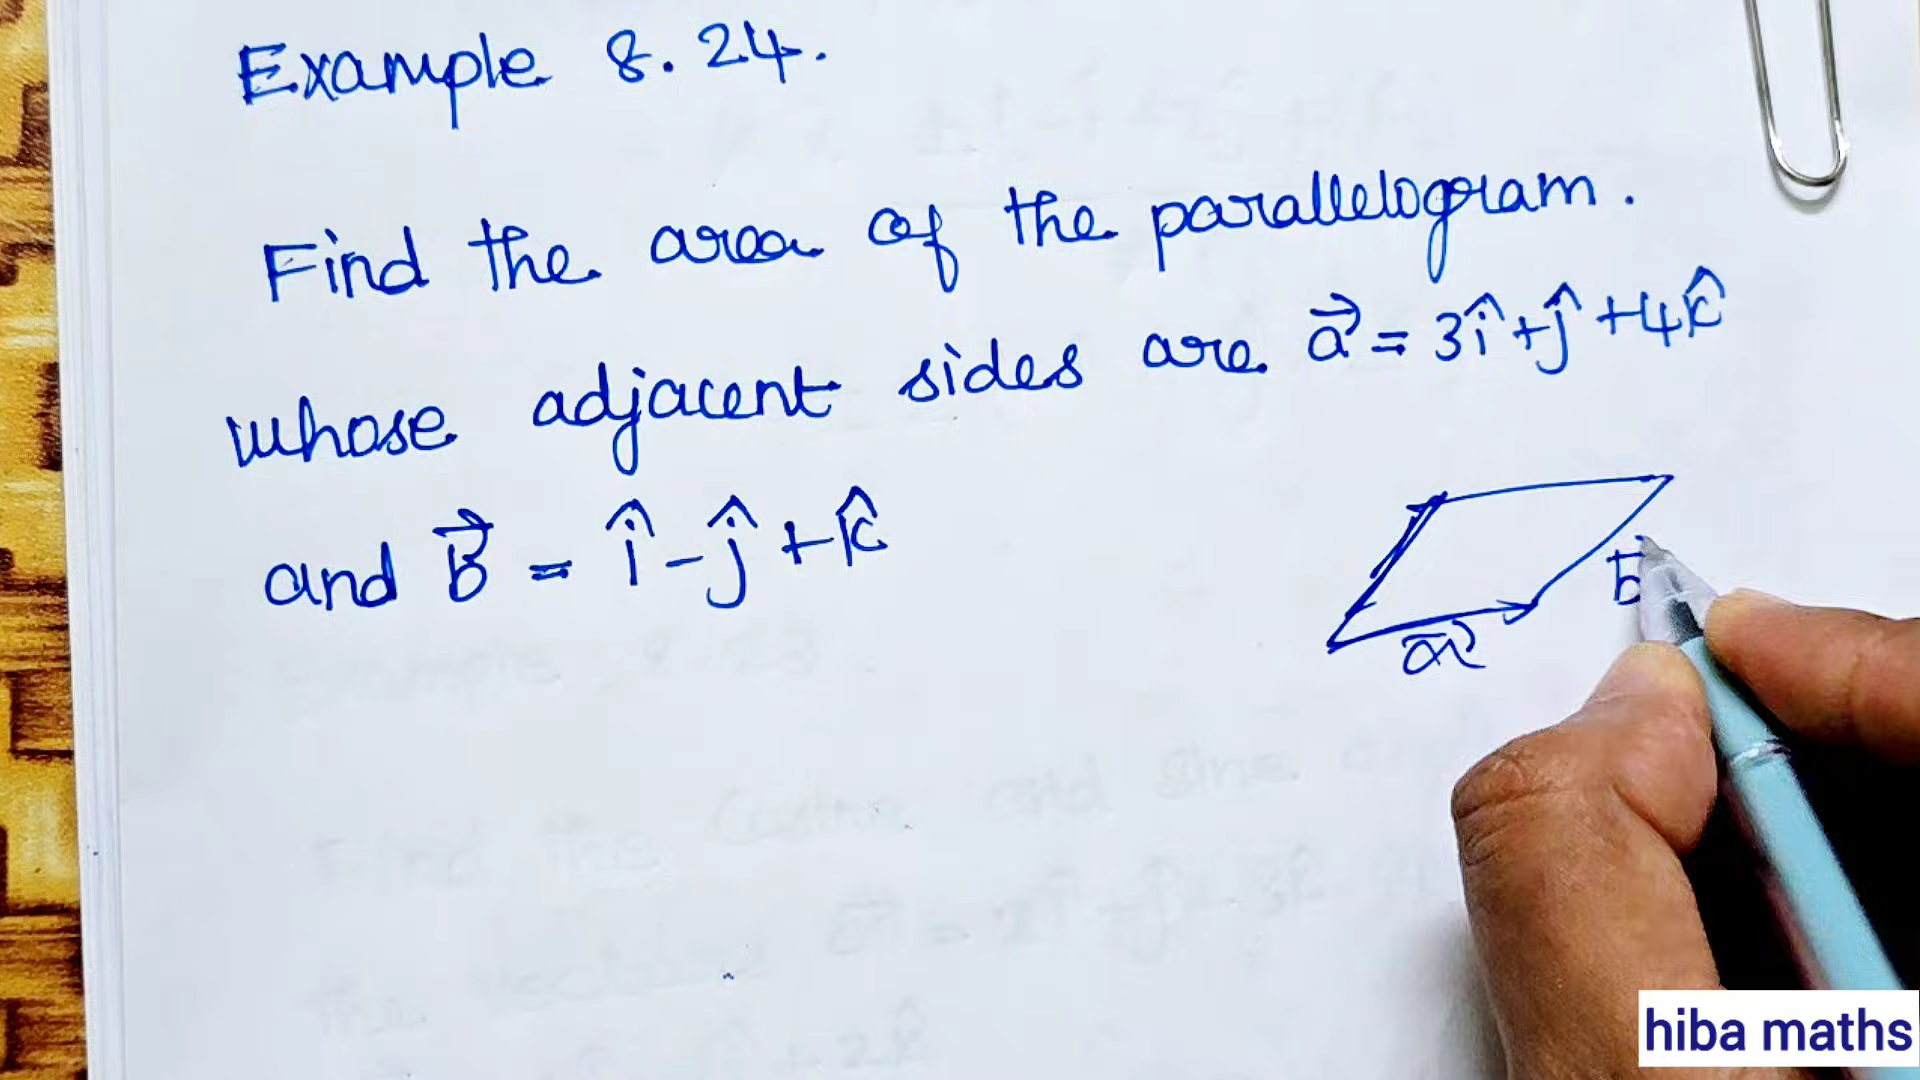 Example 8.24.
Find the area of the parallelogram.
whose adjacent sides are a⃗ = 3î+ĵ+4k̂
and b⃗ = î-ĵ+k̂
a⃗
b
hiba maths